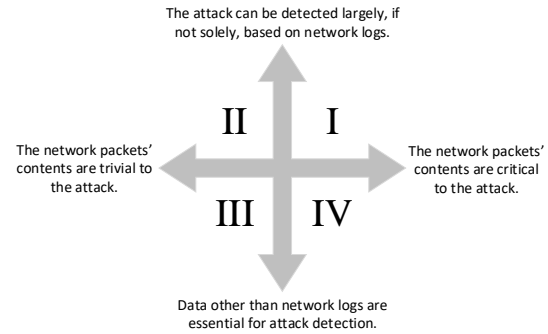 The attack can be detected largely, if
not solely, based on network logs.
II
I
The network packets'
contents are trivial to
the attack.
The network packets'
contents are critical
to the attack.
III
IV
Data other than network logs are
essential for attack detection.